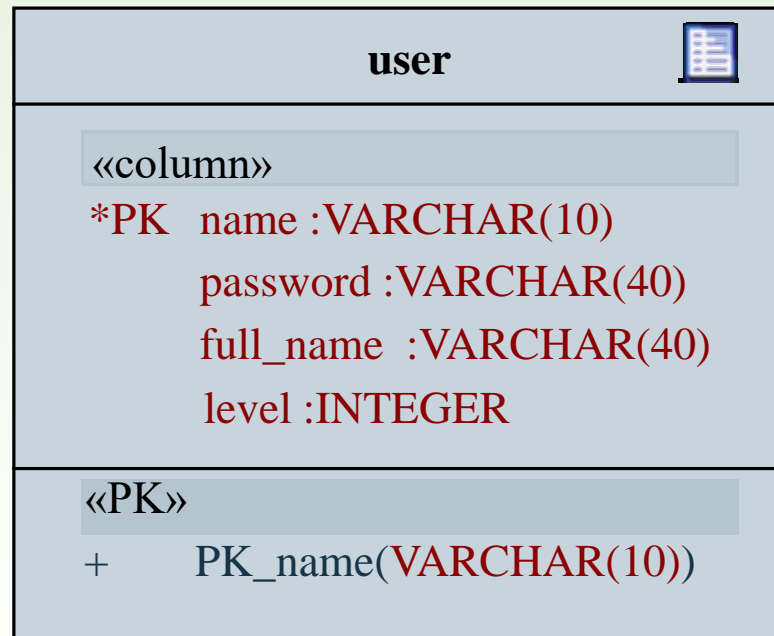 user
«column»
*PK name :VARCHAR(10)
password :VARCHAR(40)
full_name :VARCHAR(40)
level :INTEGER
«PK»
+ PK_name(VARCHAR(10))